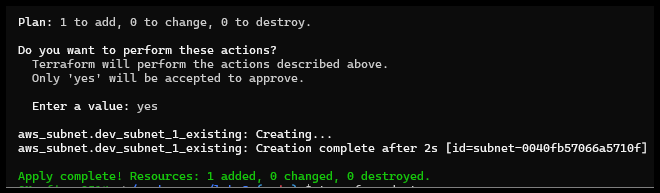 Plan: 1 to add, 0 to change, 0 to destroy.
Do you want to perform these actions?
Terraform will perform the actions described above.
Only 'yes' will be accepted to approve.
Enter a value: yes
aws_subnet.dev_subnet_1_existing: Creating...
aws_subnet.dev_subnet_1_existing: Creation complete after 2s [id=subnet-0040fb57066a5710f]
Apply complete! Resources: 1 added, 0 changed, 0 destroyed.